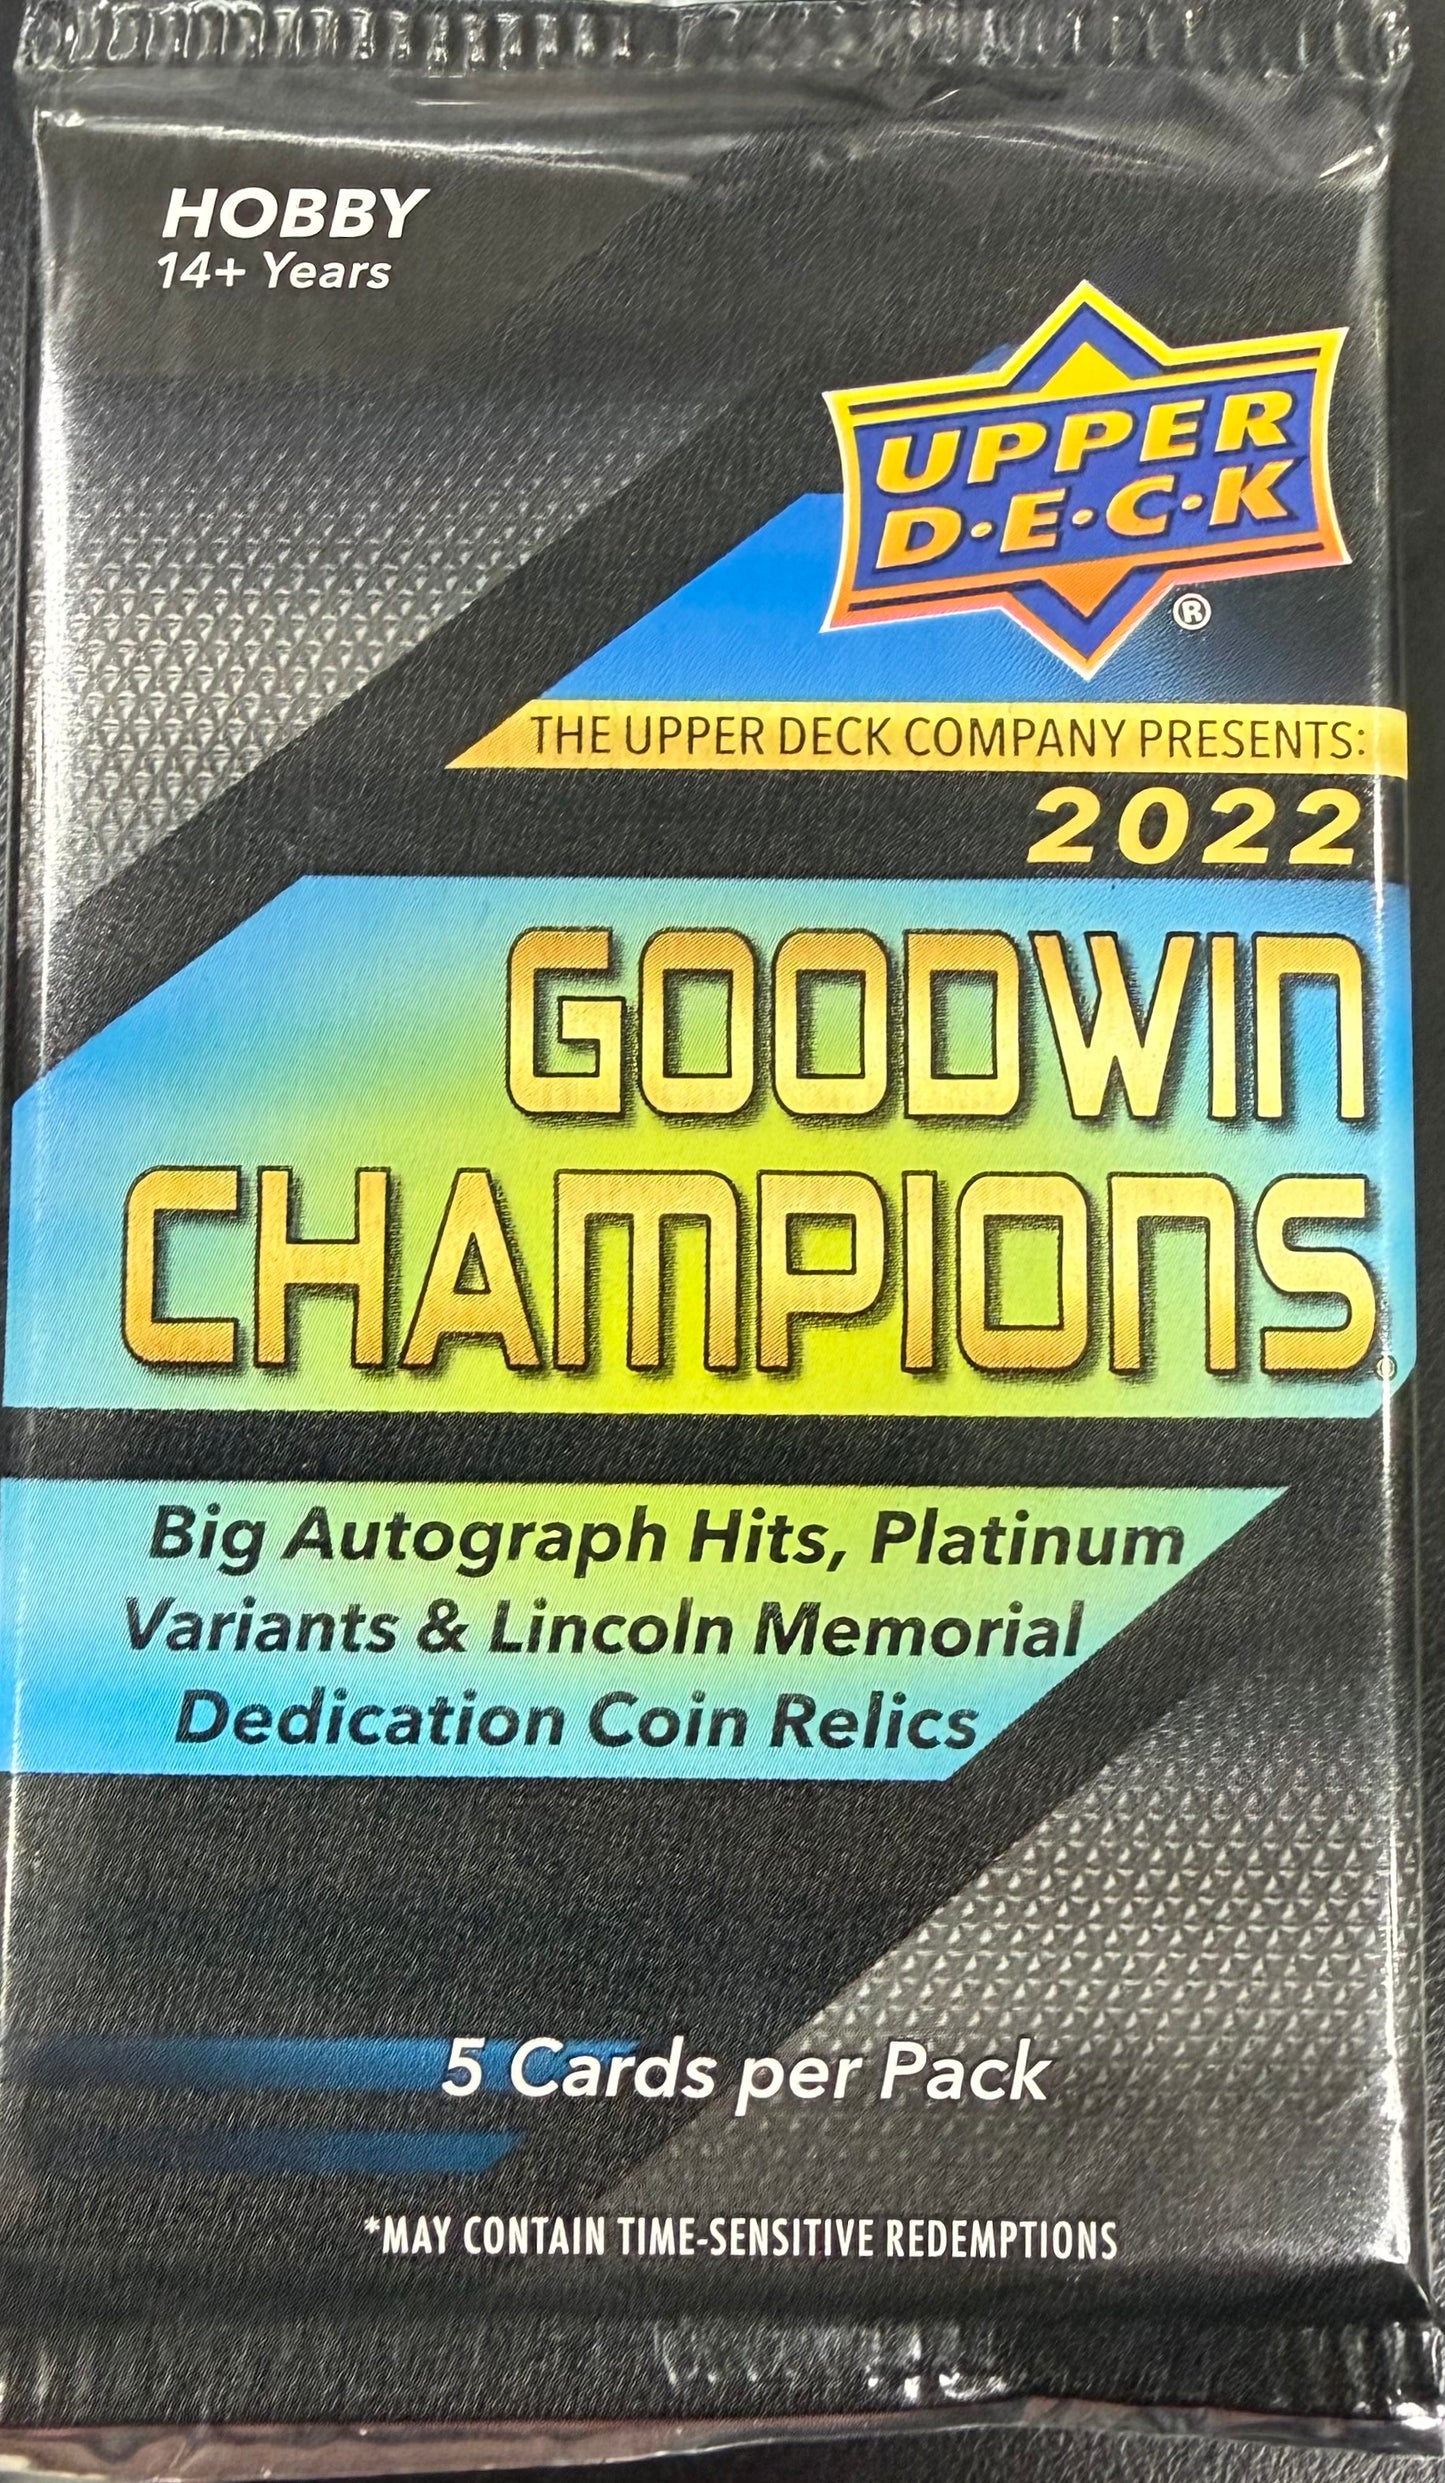 HOBBY
14+ Years
UPPER
D·E·C·K
®
THE UPPER DECK COMPANY PRESENTS:
2022
GOODWIN
CHAMPIONS®
Big Autograph Hits, Platinum
Variants & Lincoln Memorial
Dedication Coin Relics
5 Cards per Pack
*MAY CONTAIN TIME-SENSITIVE REDEMPTIONS